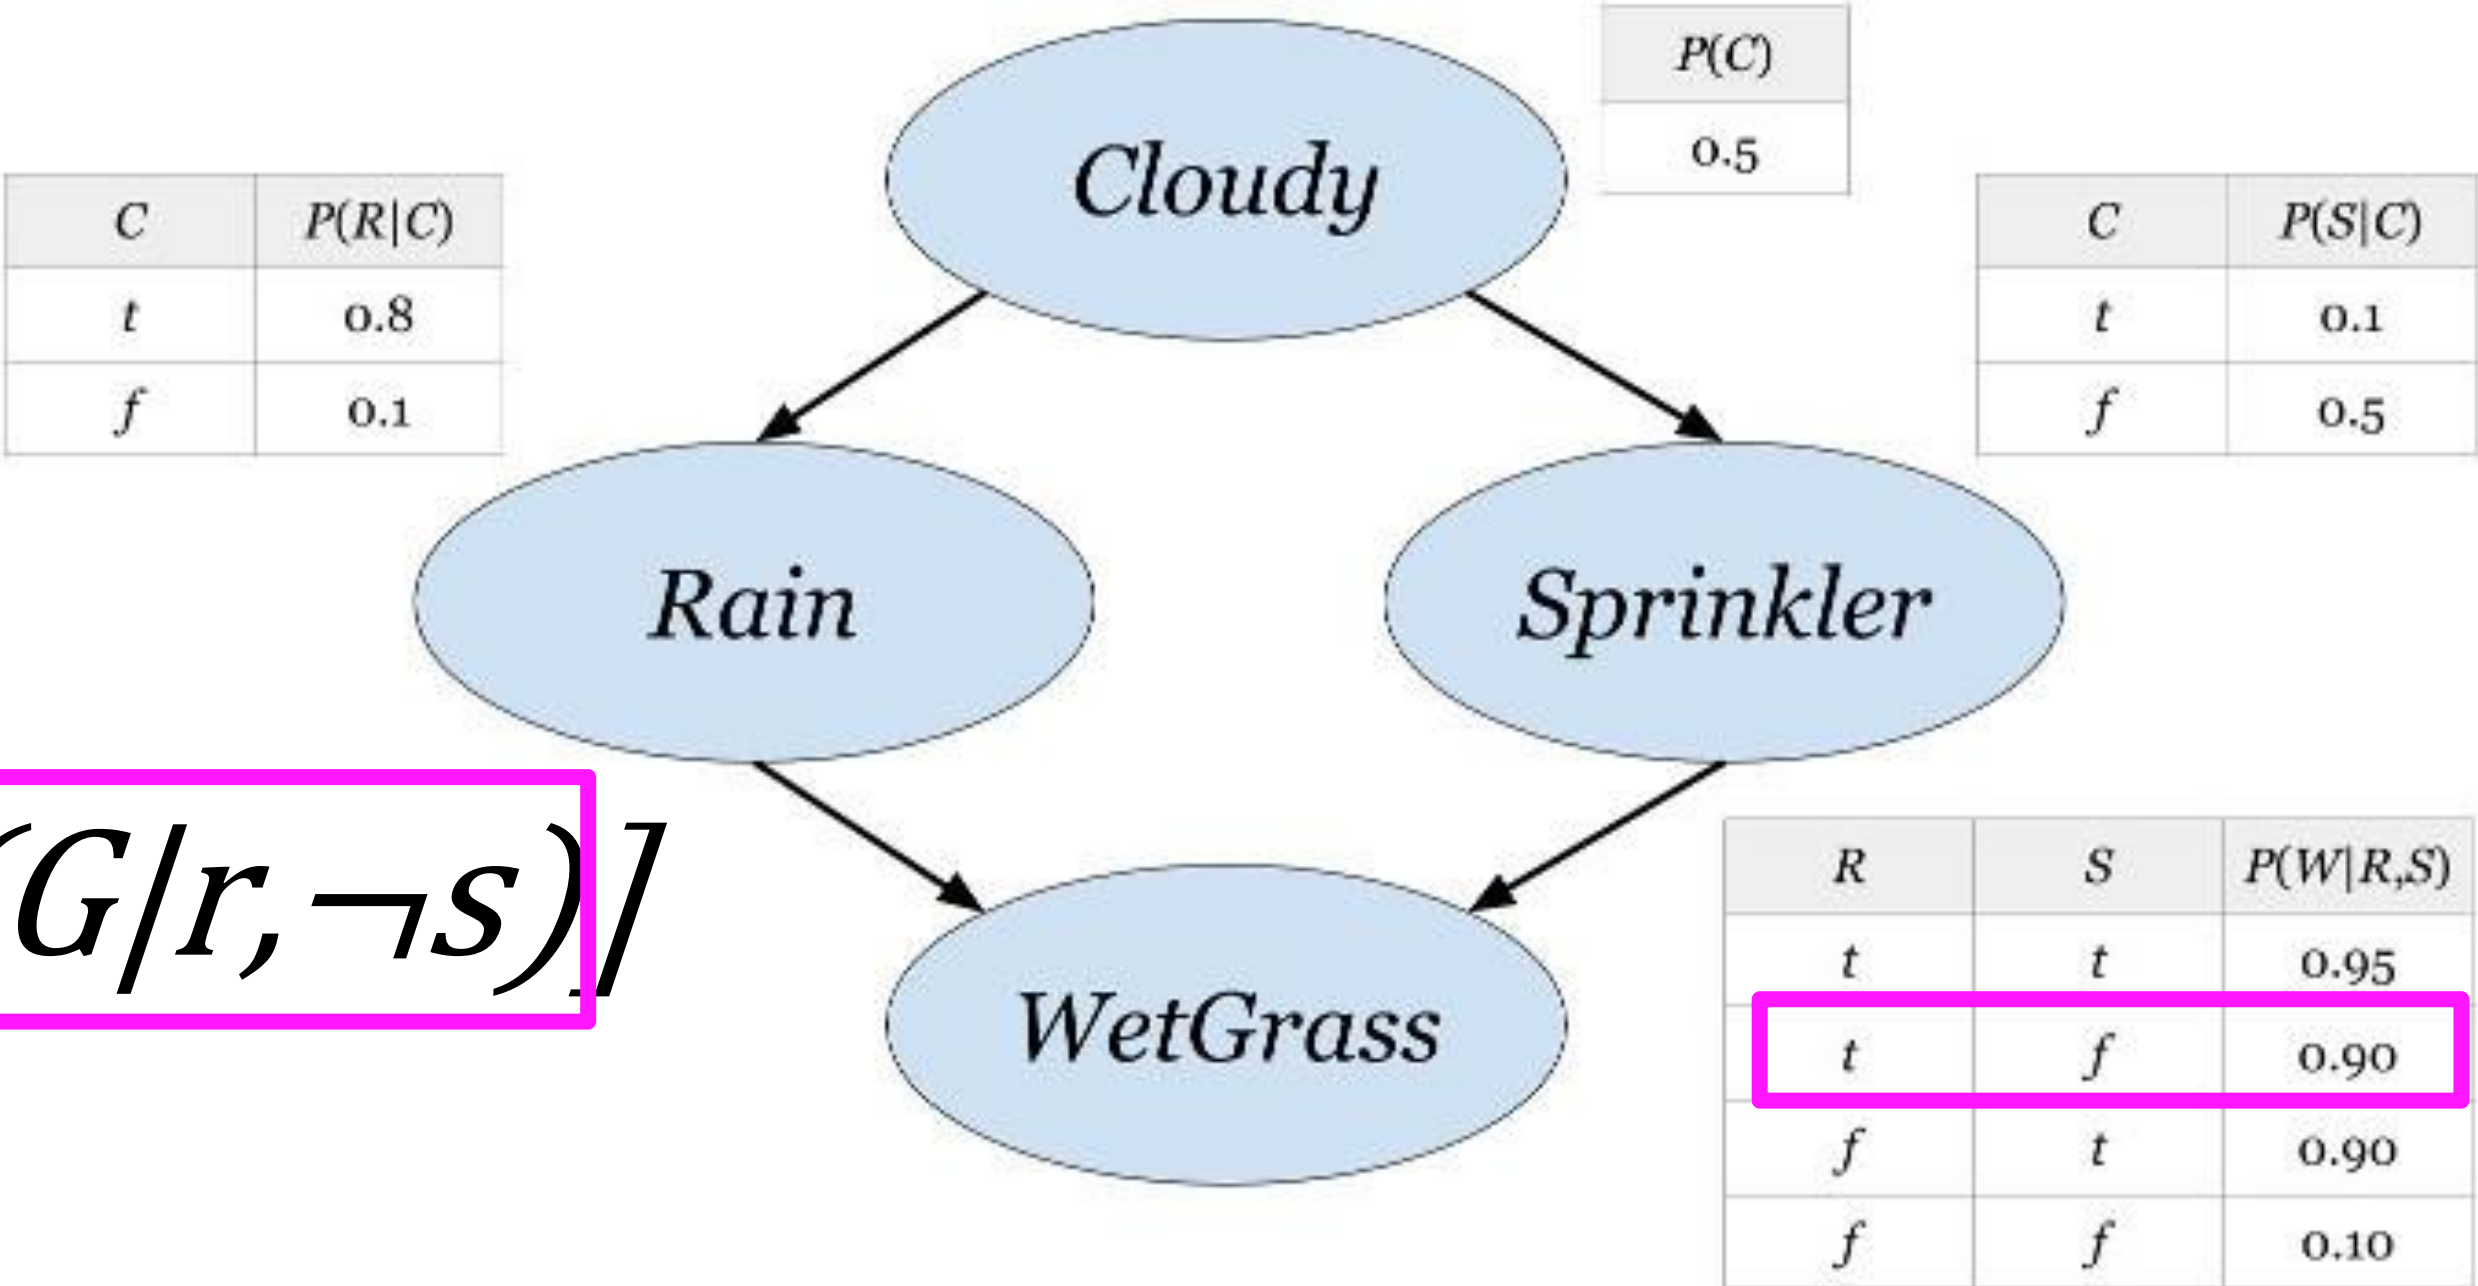 P(C)
0.5
Cloudy
C P(R|C)
t 0.8
f 0.1
C P(S|C)
t 0.1
f 0.5
Rain
Sprinkler
(G|r,¬s)]
WetGrass
R S P(W|R,S)
t t 0.95
t f 0.90
f t 0.90
f f 0.10